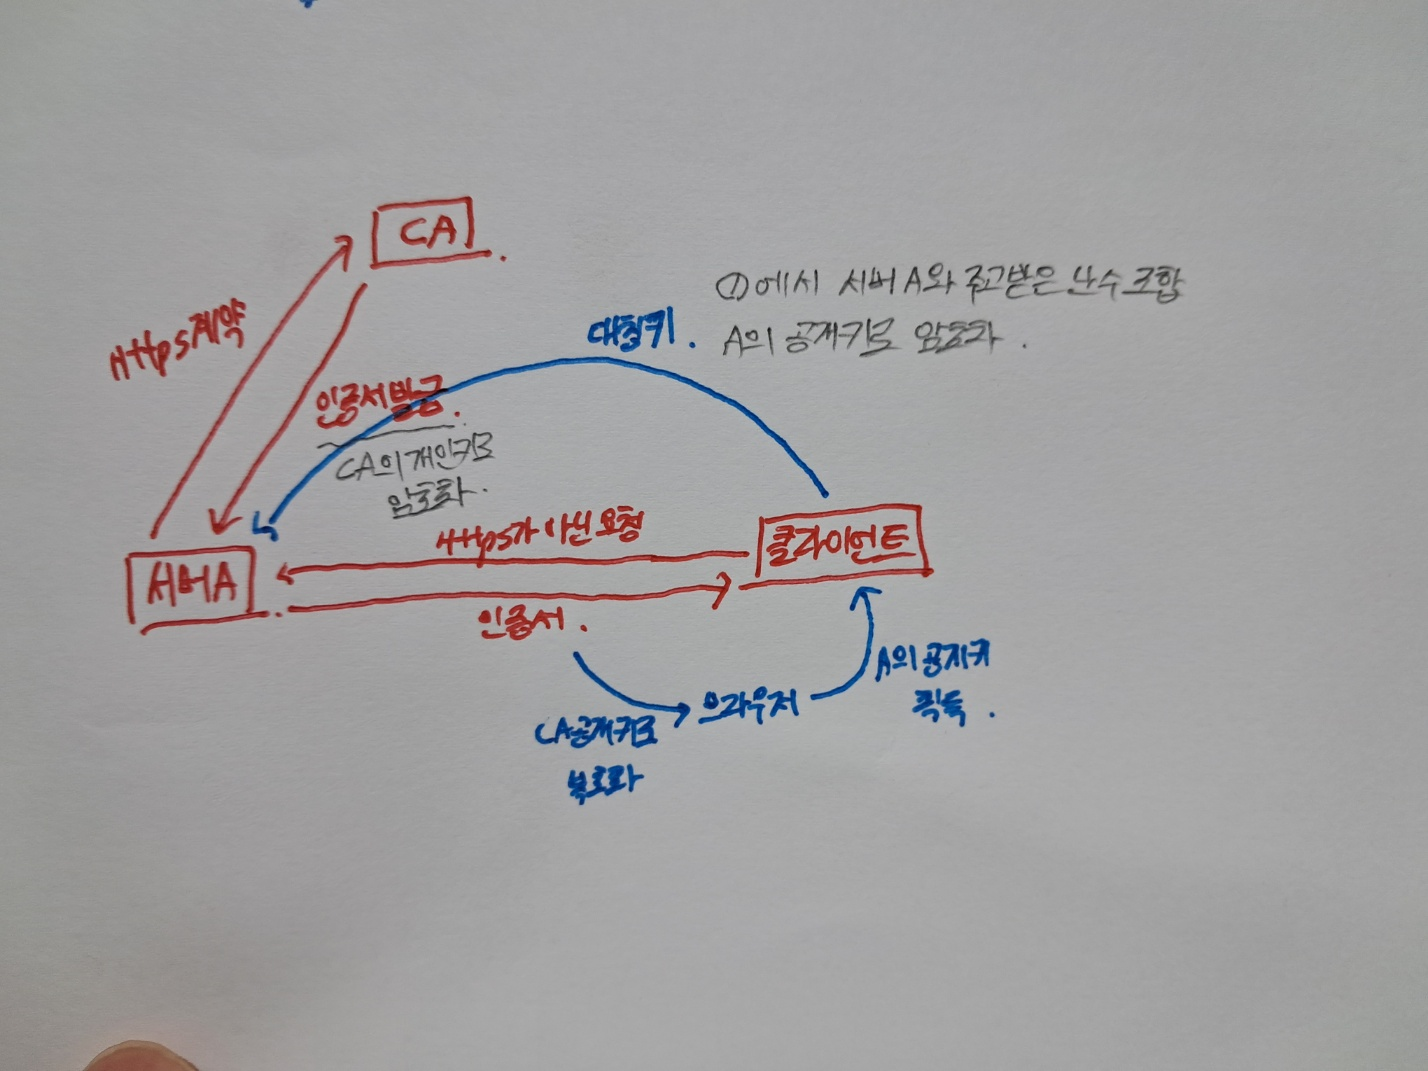 CA.
Https계약
대칭키.
①에서 서버A와 주고받은 난수조합
A의 공개키로 암호화.
인증서발급.
CA의 개인키로
암호화.
Https가 아닌 요청
클라이언트
서버A.
인증서.
A의 공개키
획득.
브라우저
CA공개키로
복호화